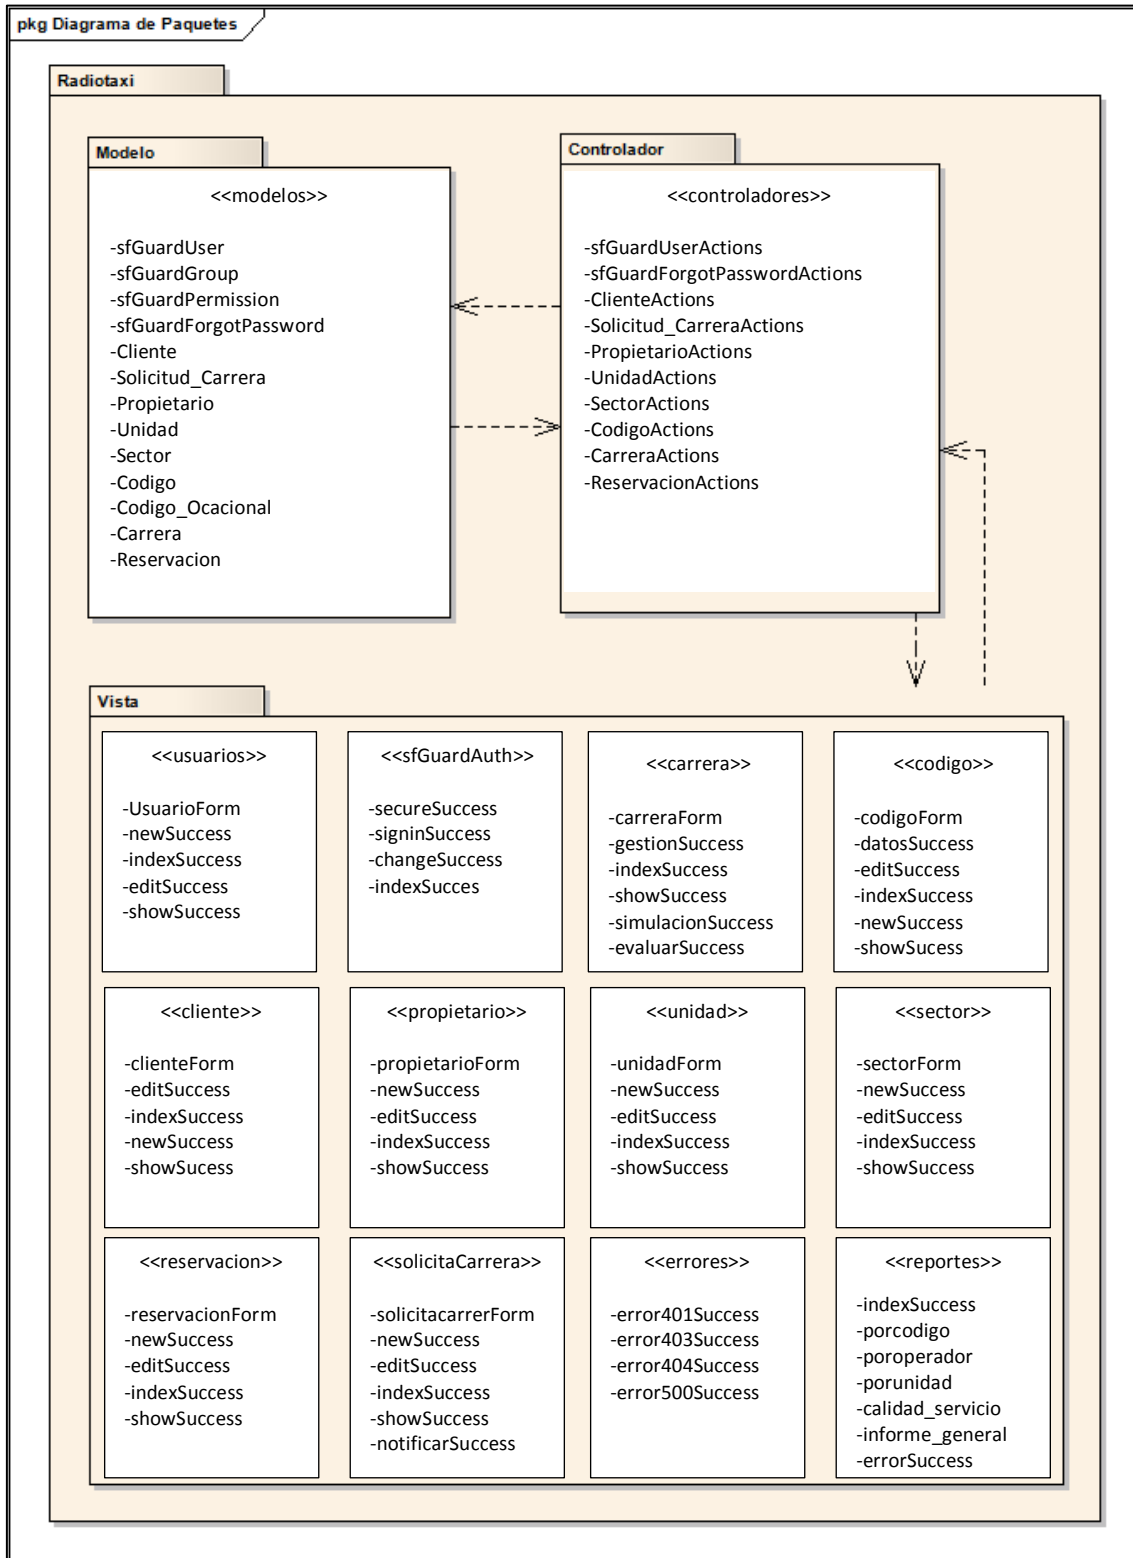 pkg Diagrama de Paquetes
Radiotaxi
Modelo
<<modelos>>
-sfGuardUser
-sfGuardGroup
-sfGuardPermission
-sfGuardForgotPassword
-Cliente
-Solicitud_Carrera
-Propietario
-Unidad
-Sector
-Codigo
-Codigo_Ocacional
-Carrera
-Reservacion
Controlador
<<controladores>>
-sfGuardUserActions
-sfGuardForgotPasswordActions
-ClienteActions
-Solicitud_CarreraActions
-PropietarioActions
-UnidadActions
-SectorActions
-CodigoActions
-CarreraActions
-ReservacionActions
Vista
<<usuarios>>
-UsuarioForm
-newSuccess
-indexSuccess
-editSuccess
-showSuccess
<<sfGuardAuth>>
-secureSuccess
-signinSuccess
-changeSuccess
-indexSucces
<<carrera>>
-carreraForm
-gestionSuccess
-indexSuccess
-showSuccess
-simulacionSuccess
-evaluarSuccess
<<codigo>>
-codigoForm
-datosSuccess
-editSuccess
-indexSuccess
-newSuccess
-showSucess
<<cliente>>
-clienteForm
-editSuccess
-indexSuccess
-newSuccess
-showSucess
<<propietario>>
-propietarioForm
-newSuccess
-editSuccess
-indexSuccess
-showSuccess
<<unidad>>
-unidadForm
-newSuccess
-editSuccess
-indexSuccess
-showSuccess
<<sector>>
-sectorForm
-newSuccess
-editSuccess
-indexSuccess
-showSuccess
<<reservacion>>
-reservacionForm
-newSuccess
-editSuccess
-indexSuccess
-showSuccess
<<solicitaCarrera>>
-solicitacarrerForm
-newSuccess
-editSuccess
-indexSuccess
-showSuccess
-notificarSuccess
<<errores>>
-error401Success
-error403Success
-error404Success
-error500Success
<<reportes>>
-indexSuccess
-porcodigo
-poroperador
-porunidad
-calidad_servicio
-informe_general
-errorSuccess